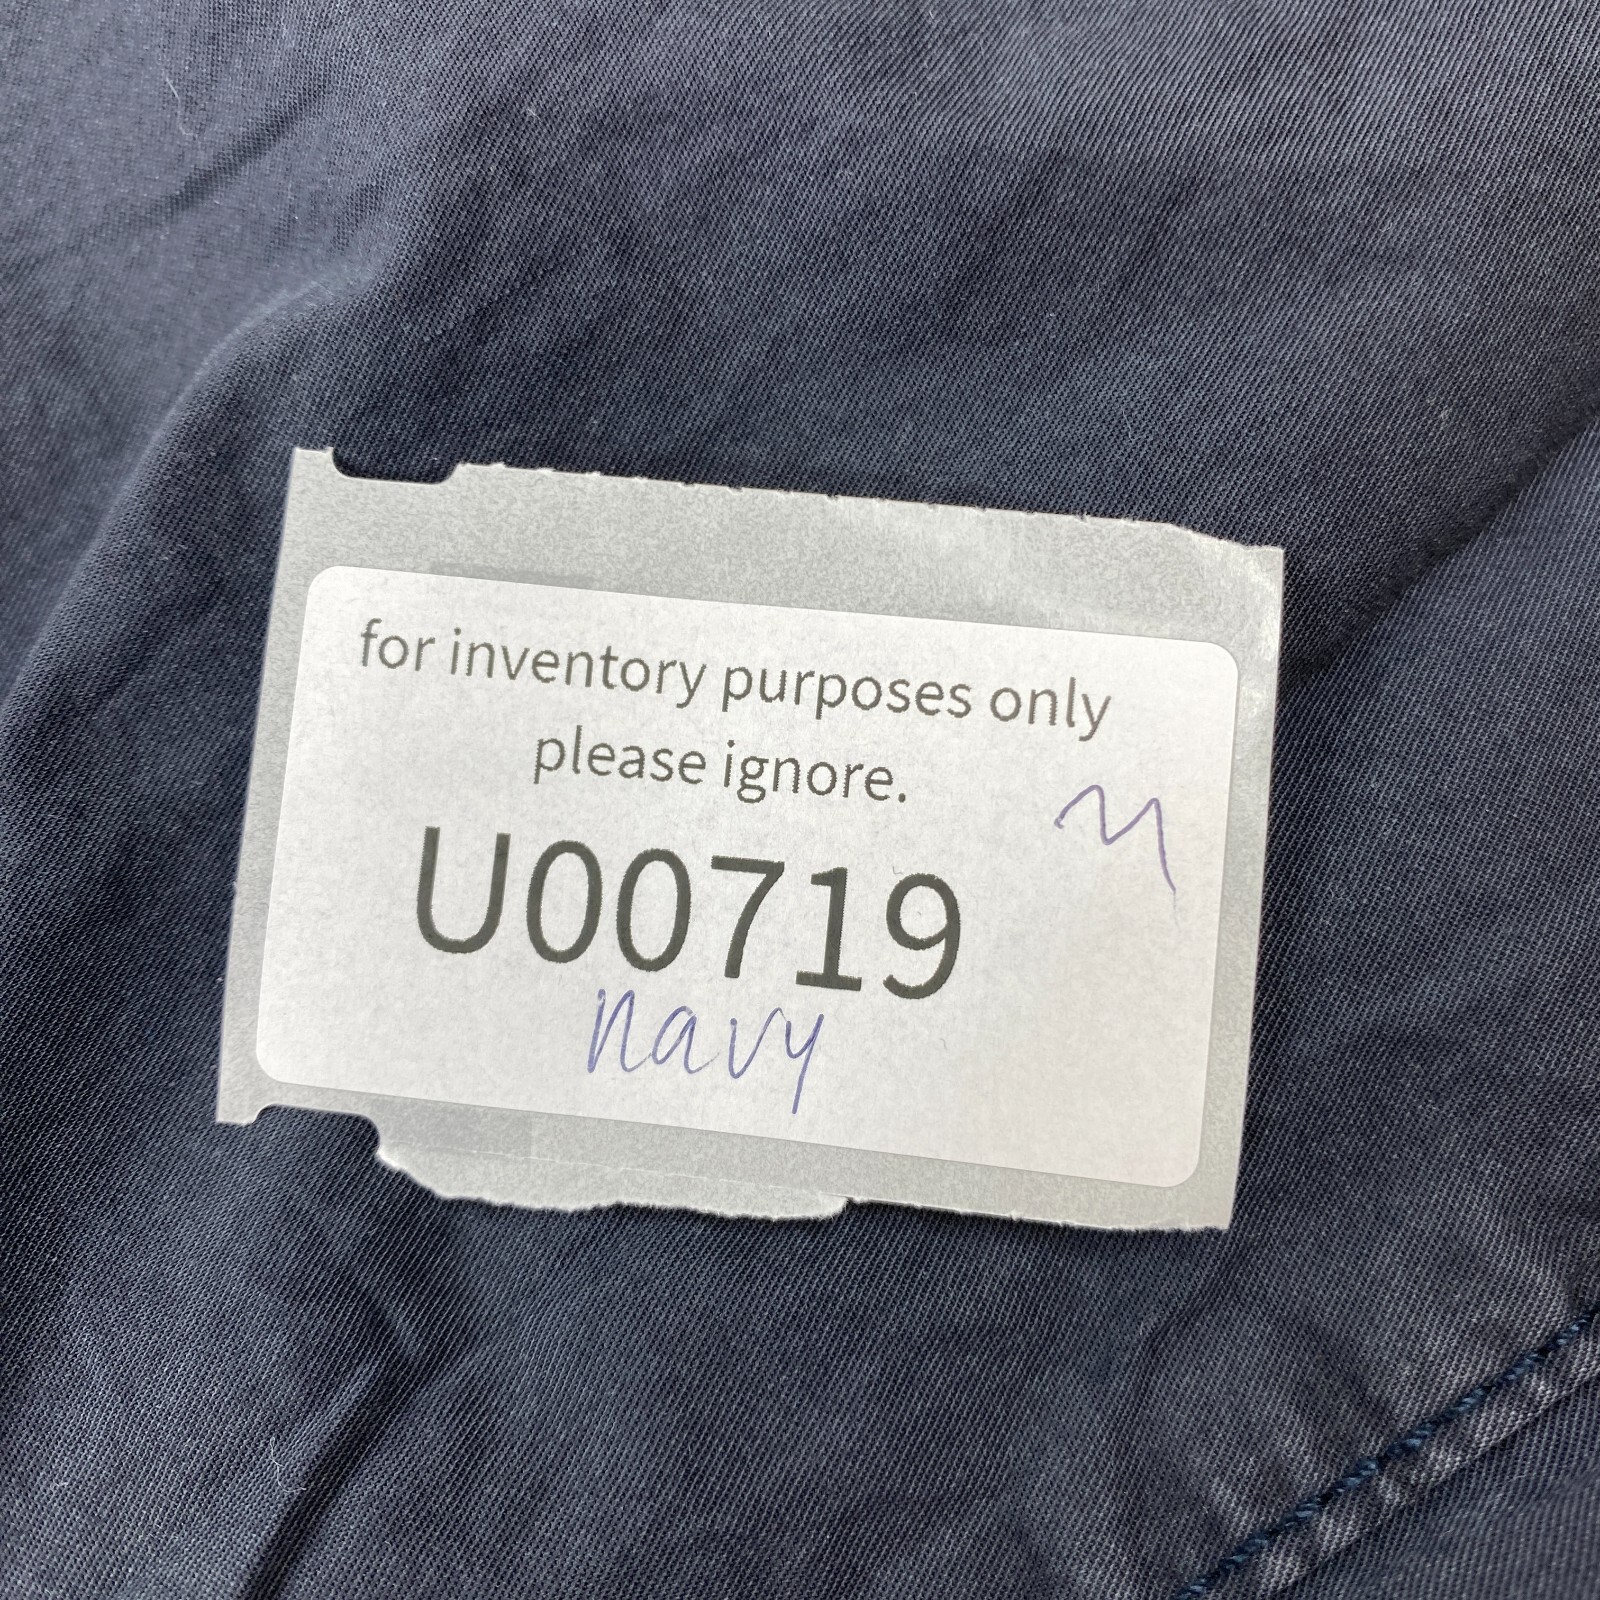 for inventory purposes only
please ignore.
M
U00719
navy